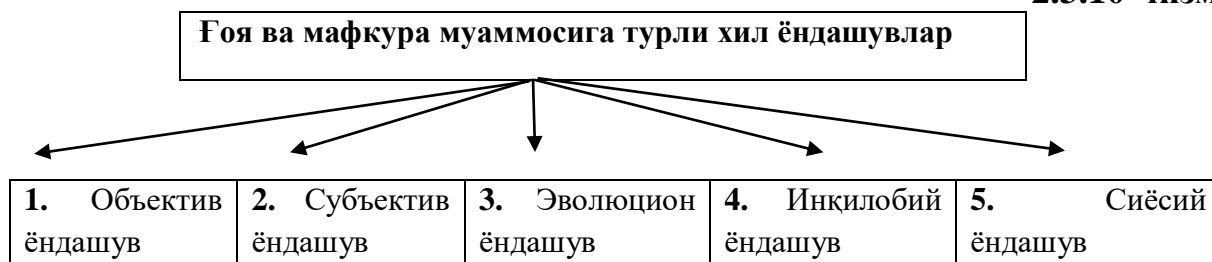 Ғоя ва мафкура муаммосига турли хил ёндашувлар
1. Объектив ёндашув
2. Субъектив ёндашув
3. Эволюцион ёндашув
4. Инқилобий ёндашув
5. Сиёсий ёндашув